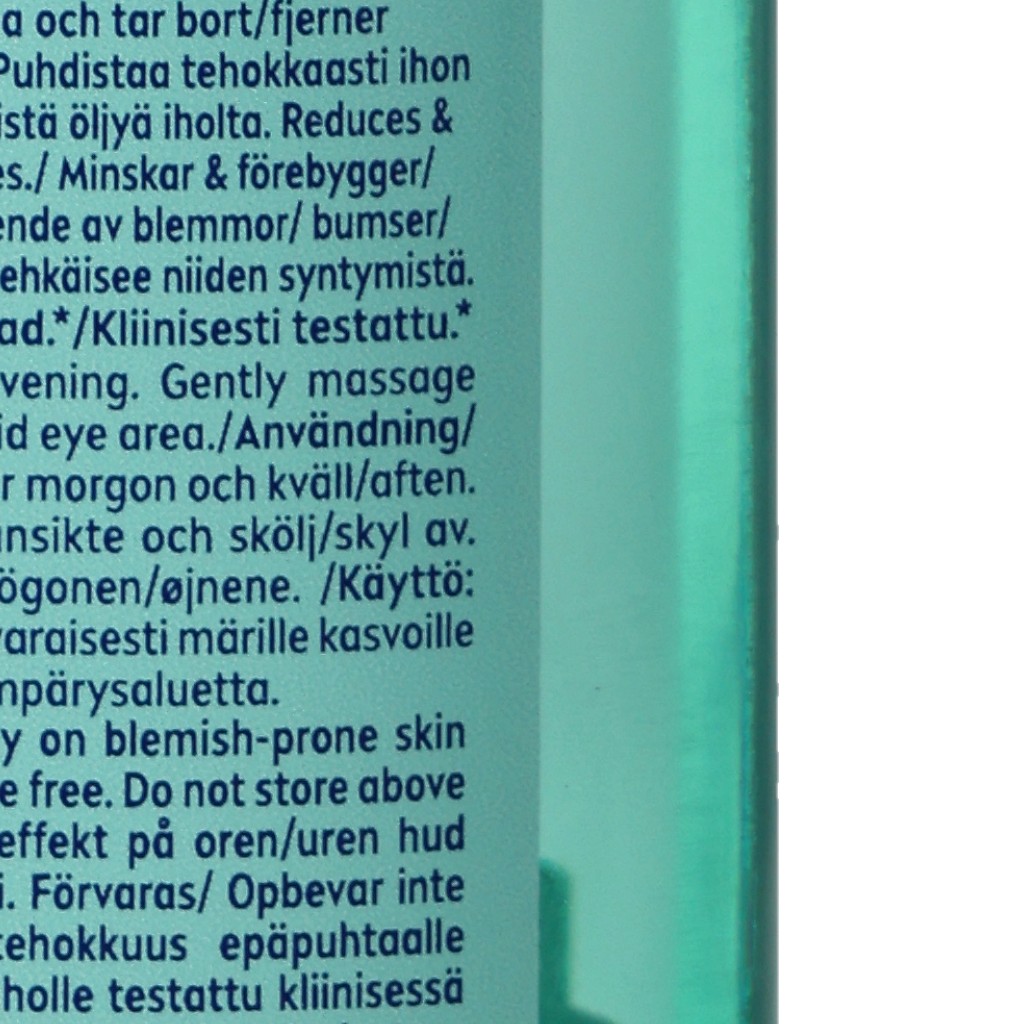 a och tar bort/fjerner
Puhdistaa tehokkaasti ihon
istä öljyä iholta. Reduces &
es./ Minskar & förebygger/
ende av blemmor/ bumser/
ehkäisee niiden syntymistä.
ad.*/Kliinisesti testattu.*
vening. Gently massage
id eye area./Användning/
r morgon och kväll/aften.
ansikte och skölj/skyl av.
ögonen/øjnene. /Käyttö:
varaisesti märille kasvoille
mpärysaluetta.
y on blemish-prone skin
e free. Do not store above
effekt på oren/uren hud
i. Förvaras/ Opbevar inte
tehokkuus epäpuhtaalle
holle testattu kliinisessä